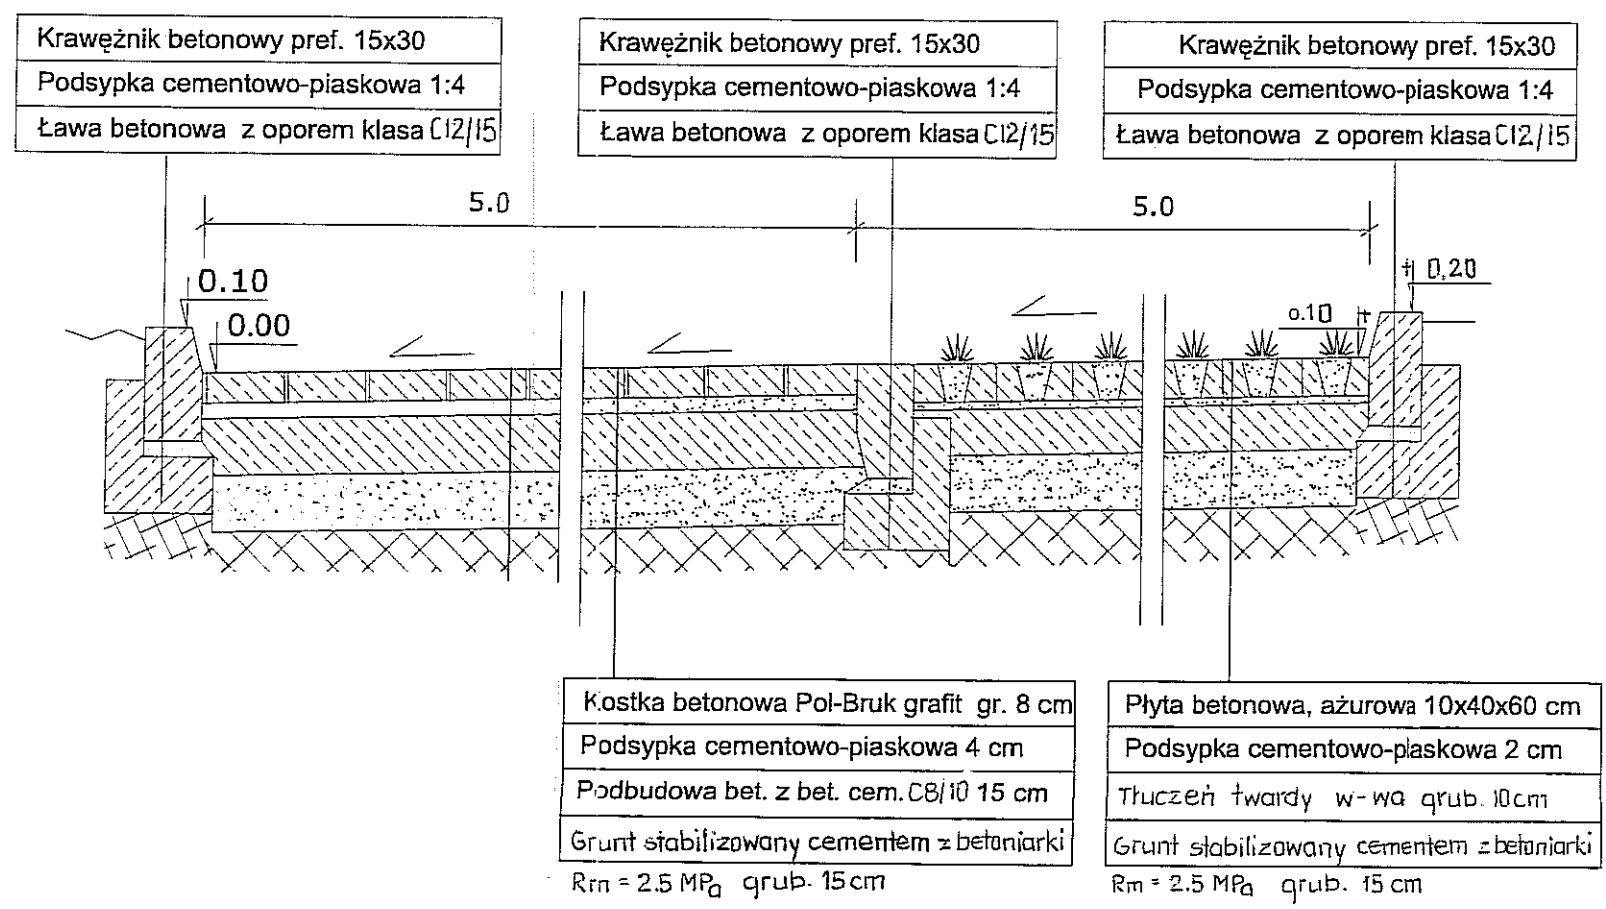 Krawężnik betonowy pref. 15x30
Podsypka cementowo-piaskowa 1:4
Ława betonowa z oporem klasa C12/15
Krawężnik betonowy pref. 15x30
Podsypka cementowo-piaskowa 1:4
Ława betonowa z oporem klasa C12/15
Krawężnik betonowy pref. 15x30
Podsypka cementowo-piaskowa 1:4
Ława betonowa z oporem klasa C12/15
5.0
5.0
0.10
0.00
0.10 +
+ 0,20
Kostka betonowa Pol-Bruk grafit gr. 8 cm
Podsypka cementowo-piaskowa 4 cm
Podbudowa bet. z bet. cem. C8/10 15 cm
Grunt stabilizowany cementem z betoniarki
Rm = 2.5 MPa grub. 15 cm
Płyta betonowa, ażurowa 10x40x60 cm
Podsypka cementowo-piaskowa 2 cm
Tłuczeń twardy w-wa grub. 10cm
Grunt stabilizowany cementem z betoniarki
Rm = 2.5 MPa grub. 15 cm